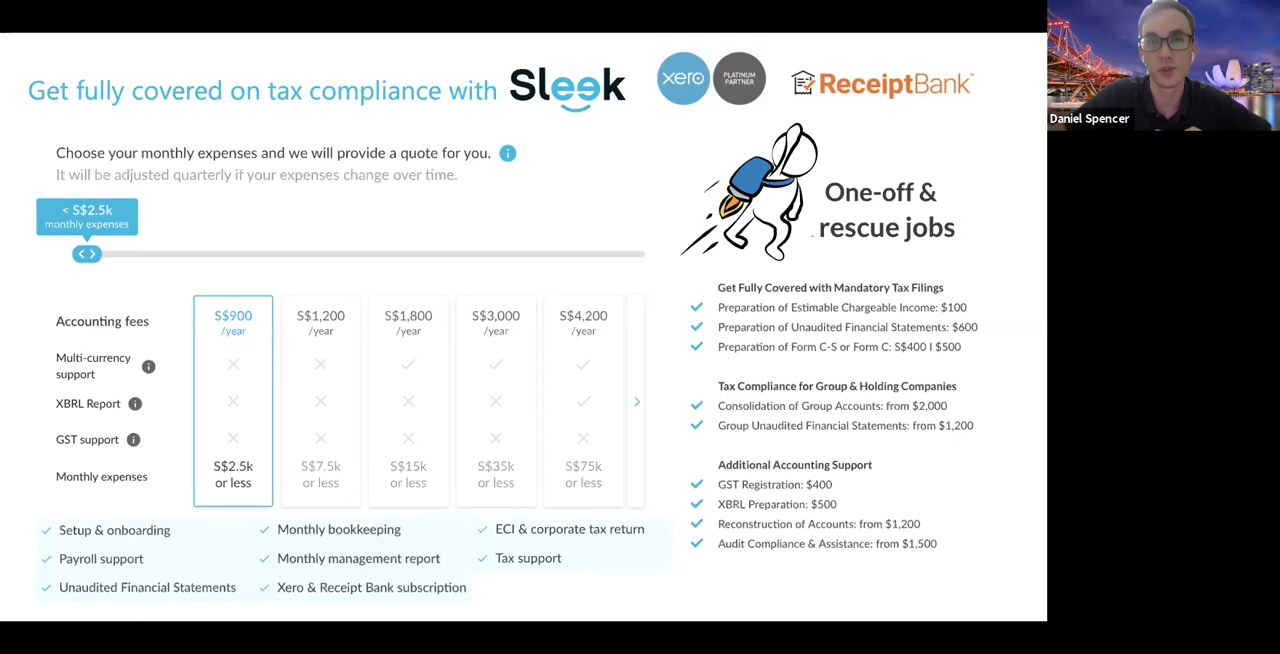 Get fully covered on tax compliance with Sleek
xero
PLATINUM
PARTNER
ReceiptBank
Daniel Spencer
Choose your monthly expenses and we will provide a quote for you.
It will be adjusted quarterly if your expenses change over time.
< S$2.5k
monthly expenses
Accounting fees
S$900
/year
S$1,200
/year
S$1,800
/year
S$3,000
/year
S$4,200
/year
Multi-currency
support
XBRL Report
GST support
Monthly expenses
S$2.5k
or less
S$7.5k
or less
S$15k
or less
S$35k
or less
S$75k
or less
Setup & onboarding
Monthly bookkeeping
ECI & corporate tax return
Payroll support
Monthly management report
Tax support
Unaudited Financial Statements
Xero & Receipt Bank subscription
One-off &
rescue jobs
Get Fully Covered with Mandatory Tax Filings
Preparation of Estimable Chargeable Income: $100
Preparation of Unaudited Financial Statements: $600
Preparation of Form C-S or Form C: S$400 I $500
Tax Compliance for Group & Holding Companies
Consolidation of Group Accounts: from $2,000
Group Unaudited Financial Statements: from $1,200
Additional Accounting Support
GST Registration: $400
XBRL Preparation: $500
Reconstruction of Accounts: from $1,200
Audit Compliance & Assistance: from $1,500